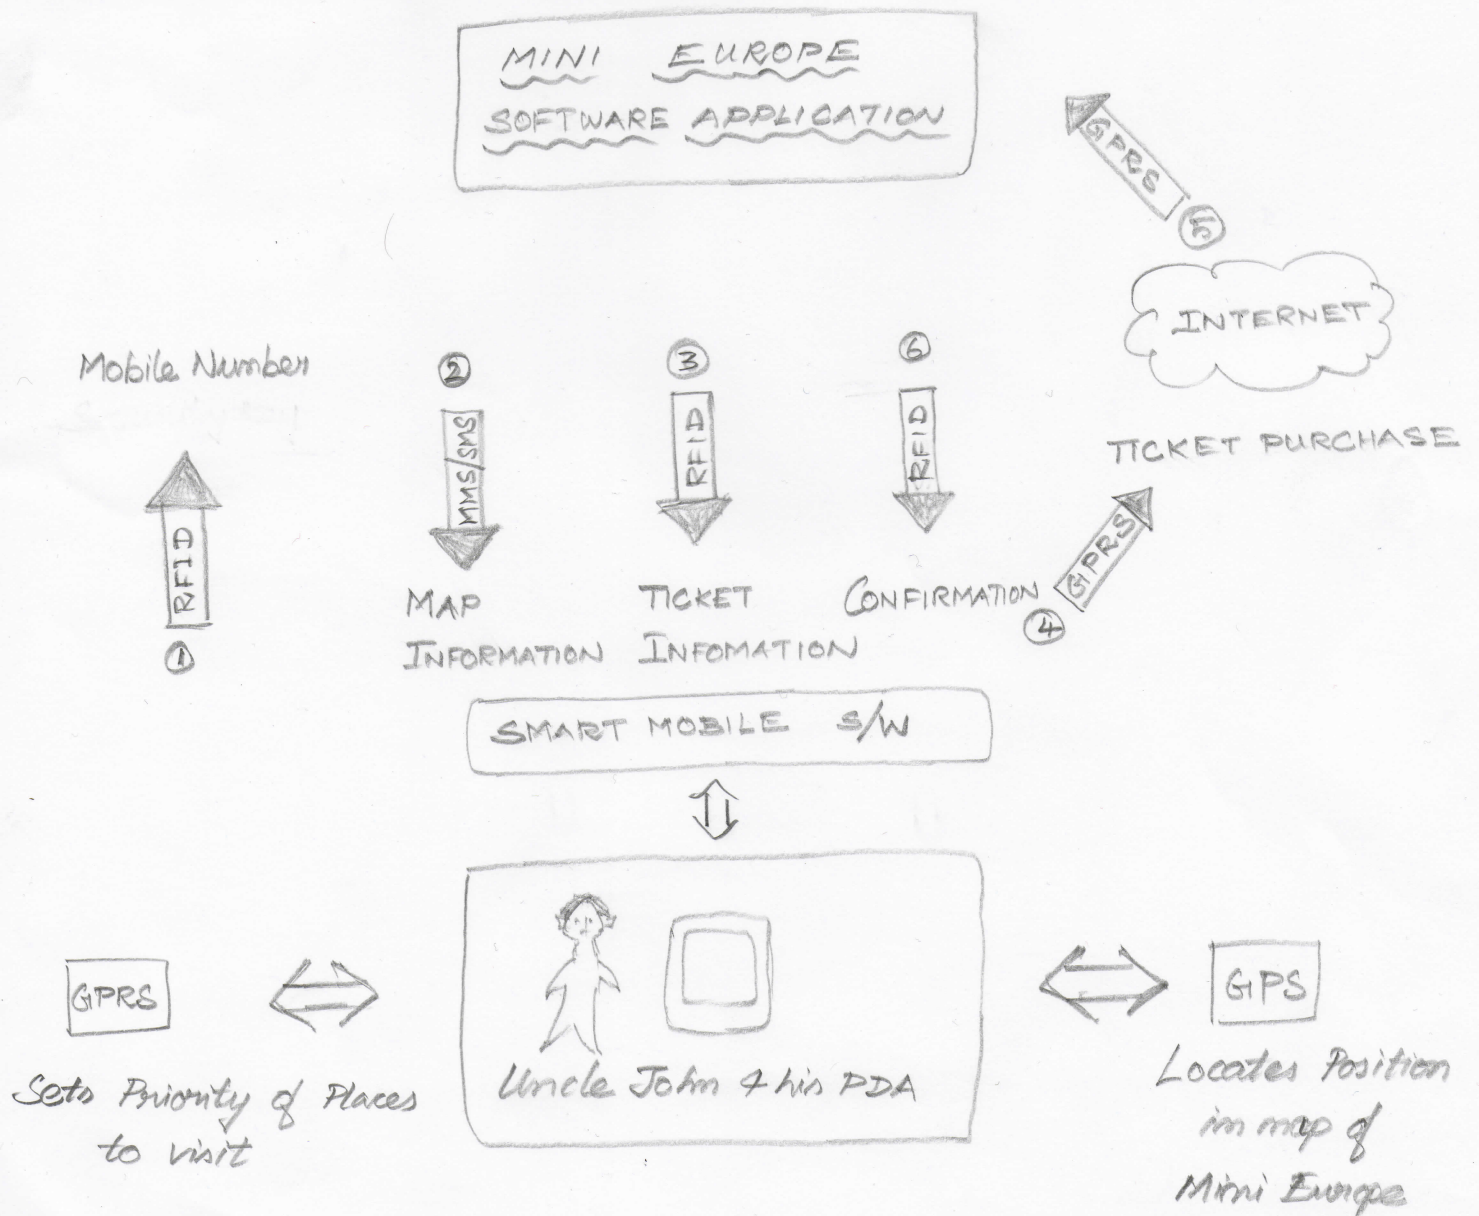 MINI EUROPE
SOFTWARE APPLICATION
GPRS
5
INTERNET
TICKET PURCHASE
Mobile Number
RFID
1
2
MMS/SMS
MAP
INFORMATION
3
RFID
TICKET
INFOMATION
6
RFID
CONFIRMATION
4
GPRS
SMART MOBILE S/W
GPRS
Sets Priority of Places
to visit
Uncle John & his PDA
GPS
Locates Position
in map of
Mini Europe